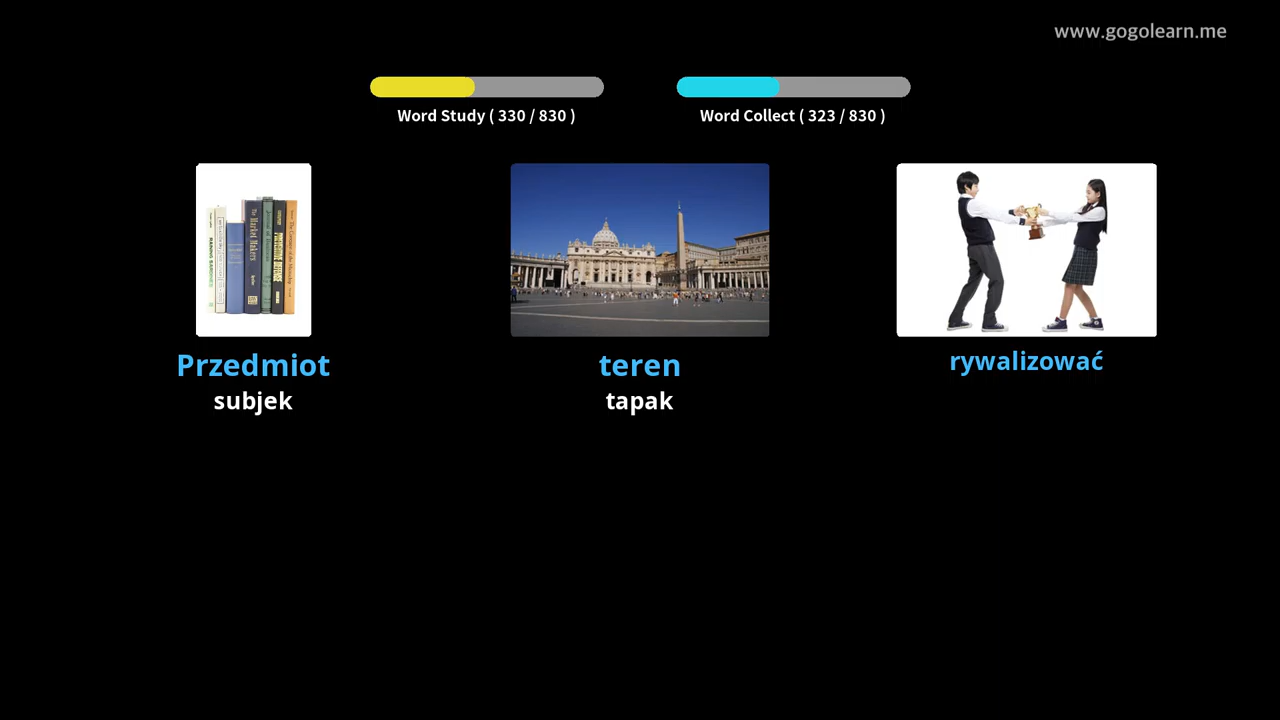 www.gogolearn.me
Word Study ( 330 / 830 )
Word Collect ( 323 / 830 )
Przedmiot
subjek
teren
tapak
rywalizować